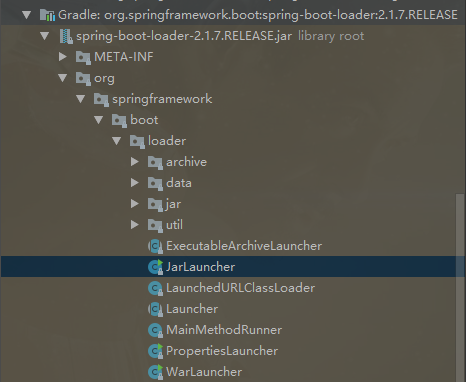 Gradle: org.springframework.boot:spring-boot-loader:2.1.7.RELEASE
spring-boot-loader-2.1.7.RELEASE.jar library root
META-INF
org
springframework
boot
loader
archive
data
jar
util
ExecutableArchiveLauncher
JarLauncher
LaunchedURLClassLoader
Launcher
MainMethodRunner
PropertiesLauncher
WarLauncher